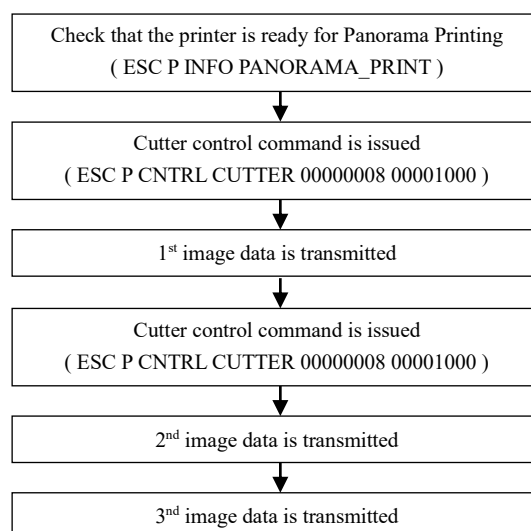 Check that the printer is ready for Panorama Printing
( ESC P INFO PANORAMA_PRINT )
Cutter control command is issued
( ESC P CNTRL CUTTER 00000008 00001000 )
1st image data is transmitted
Cutter control command is issued
( ESC P CNTRL CUTTER 00000008 00001000 )
2nd image data is transmitted
3nd image data is transmitted